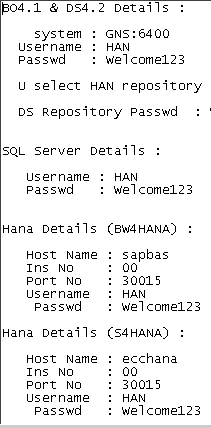 BO4.1 & DS4.2 Details :
system : GNS:6400
Username : HAN
Passwd : Welcome123
U select HAN repository
DS Repository Passwd :
SQL Server Details :
Username : HAN
Passwd : Welcome123
Hana Details (BW4HANA) :
Host Name : sapbas
Ins No : 00
Port No : 30015
Username : HAN
Passwd : Welcome123
Hana Details (S4HANA) :
Host Name : ecchana
Ins No : 00
Port No : 30015
Username : HAN
Passwd : Welcome123